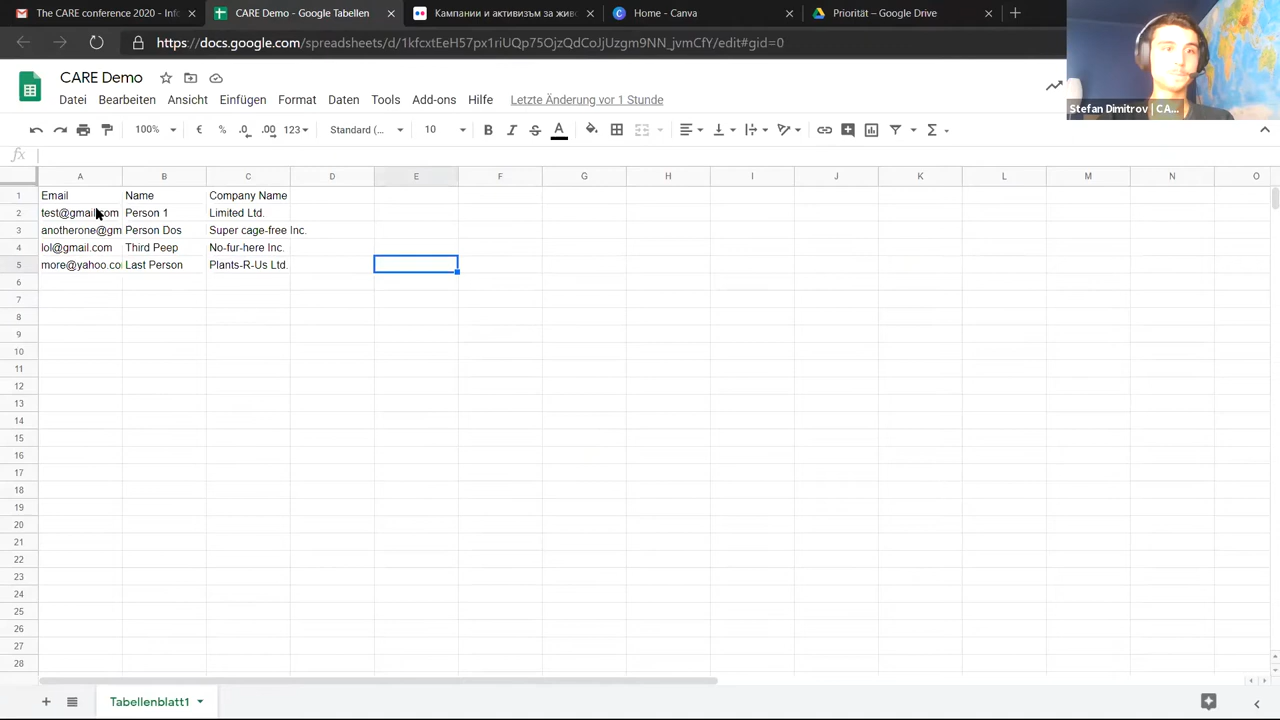 The CARE conference 2020 - Inf
CARE Demo - Google Tabellen
Кампании и активизъм за жив
Home - Canva
Priorität – Google Drive
https://docs.google.com/spreadsheets/d/1kfcxtEeH5Tpx1riUQp75OjzQdCoJjUzgm9NN_jvmCfY/edit#gid=0
CARE Demo
Datei Bearbeiten Ansicht Einfügen Format Daten Tools Add-ons Hilfe Letzte Änderung vor 1 Stunde
Stefan Dimitrov | CA...
100% € % .0 .00 123 Standard (... 10 B I S A
fx
A B C D E F G H I J K L M N O
1 Email Name Company Name
2 test@gmail.com Person 1 Limited Ltd.
3 anotherone@gm Person Dos Super cage-free Inc.
4 lol@gmail.com Third Peep No-fur-here Inc.
5 more@yahoo.co Last Person Plants-R-Us Ltd.
6
7
8
9
10
11
12
13
14
15
16
17
18
19
20
21
22
23
24
25
26
27
28
Tabellenblatt1